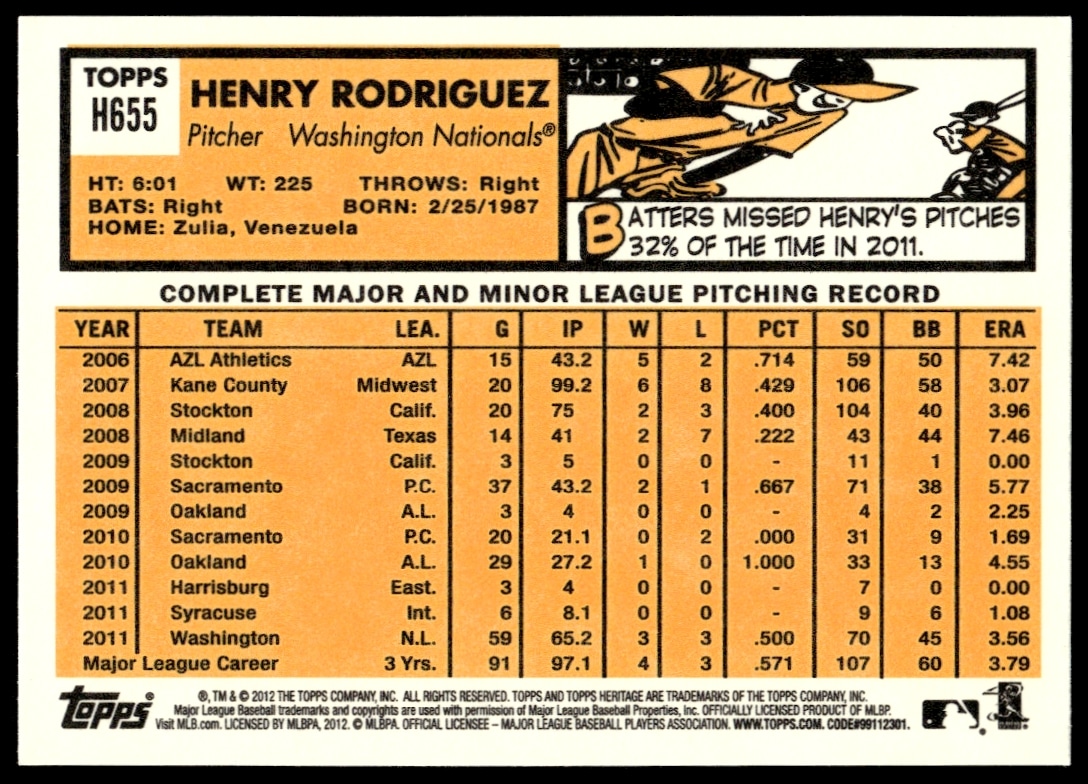 TOPPS
H655
HENRY RODRIGUEZ
Pitcher Washington Nationals®
HT: 6:01 WT: 225 THROWS: Right
BATS: Right BORN: 2/25/1987
HOME: Zulia, Venezuela
BATTERS MISSED HENRY'S PITCHES
32% OF THE TIME IN 2011.
COMPLETE MAJOR AND MINOR LEAGUE PITCHING RECORD
YEAR TEAM LEA. G IP W L PCT SO BB ERA
2006 AZL Athletics AZL 15 43.2 5 2 .714 59 50 7.42
2007 Kane County Midwest 20 99.2 6 8 .429 106 58 3.07
2008 Stockton Calif. 20 75 2 3 .400 104 40 3.96
2008 Midland Texas 14 41 2 7 .222 43 44 7.46
2009 Stockton Calif. 3 5 0 0 - 11 1 0.00
2009 Sacramento P.C. 37 43.2 2 1 .667 71 38 5.77
2009 Oakland A.L. 3 4 0 0 - 4 2 2.25
2010 Sacramento P.C. 20 21.1 0 2 .000 31 9 1.69
2010 Oakland A.L. 29 27.2 1 0 1.000 33 13 4.55
2011 Harrisburg East. 3 4 0 0 - 7 0 0.00
2011 Syracuse Int. 6 8.1 0 0 - 9 6 1.08
2011 Washington N.L. 59 65.2 3 3 .500 70 45 3.56
Major League Career 3 Yrs. 91 97.1 4 3 .571 107 60 3.79
Topps®
®, TM & © 2012 THE TOPPS COMPANY, INC. ALL RIGHTS RESERVED. TOPPS AND TOPPS HERITAGE ARE TRADEMARKS OF THE TOPPS COMPANY, INC.
Major League Baseball trademarks and copyrights are used with permission of Major League Baseball Properties, Inc. OFFICIALLY LICENSED PRODUCT OF MLBP.
Visit MLB.com. LICENSED BY MLBPA, 2012. © MLBPA. OFFICIAL LICENSEE – MAJOR LEAGUE BASEBALL PLAYERS ASSOCIATION. WWW.TOPPS.COM. CODE#99112301.